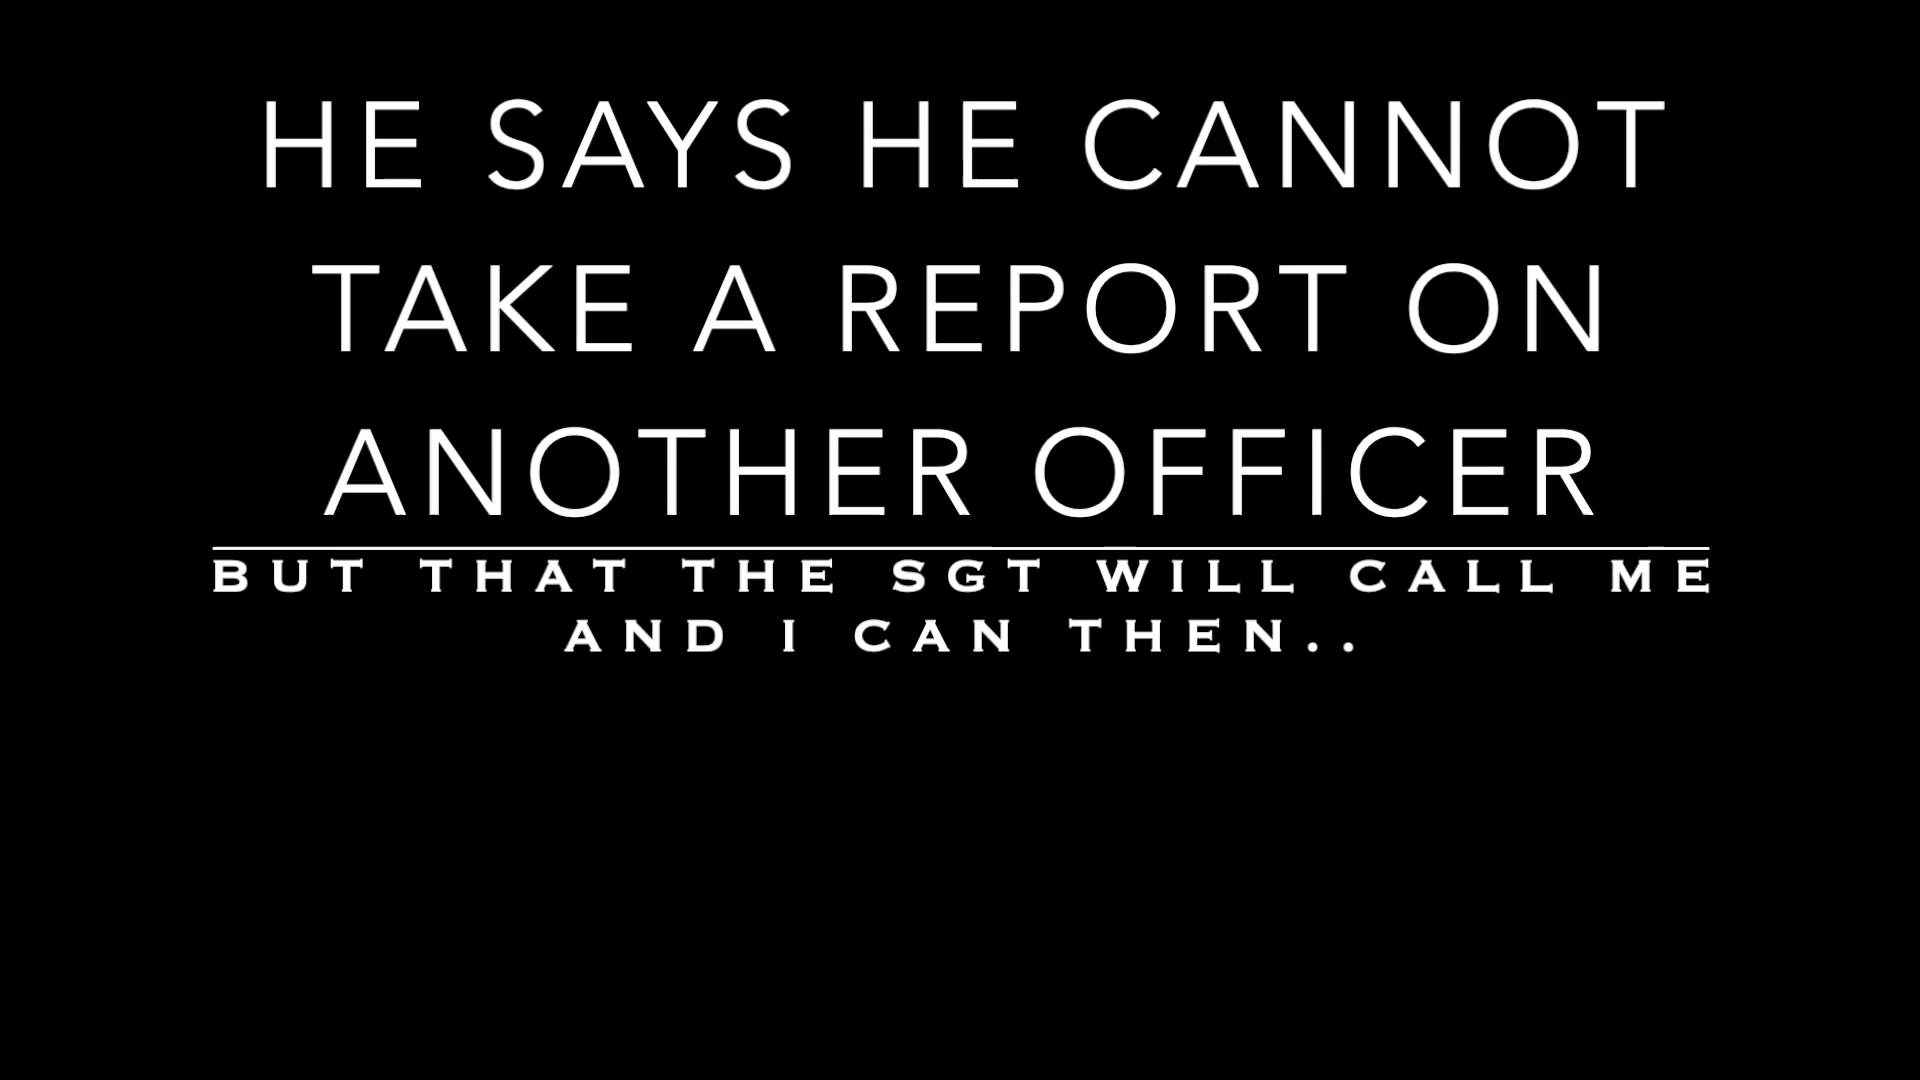 HE SAYS HE CANNOT
TAKE A REPORT ON
ANOTHER OFFICER
BUT THAT THE SGT WILL CALL ME
AND I CAN THEN..